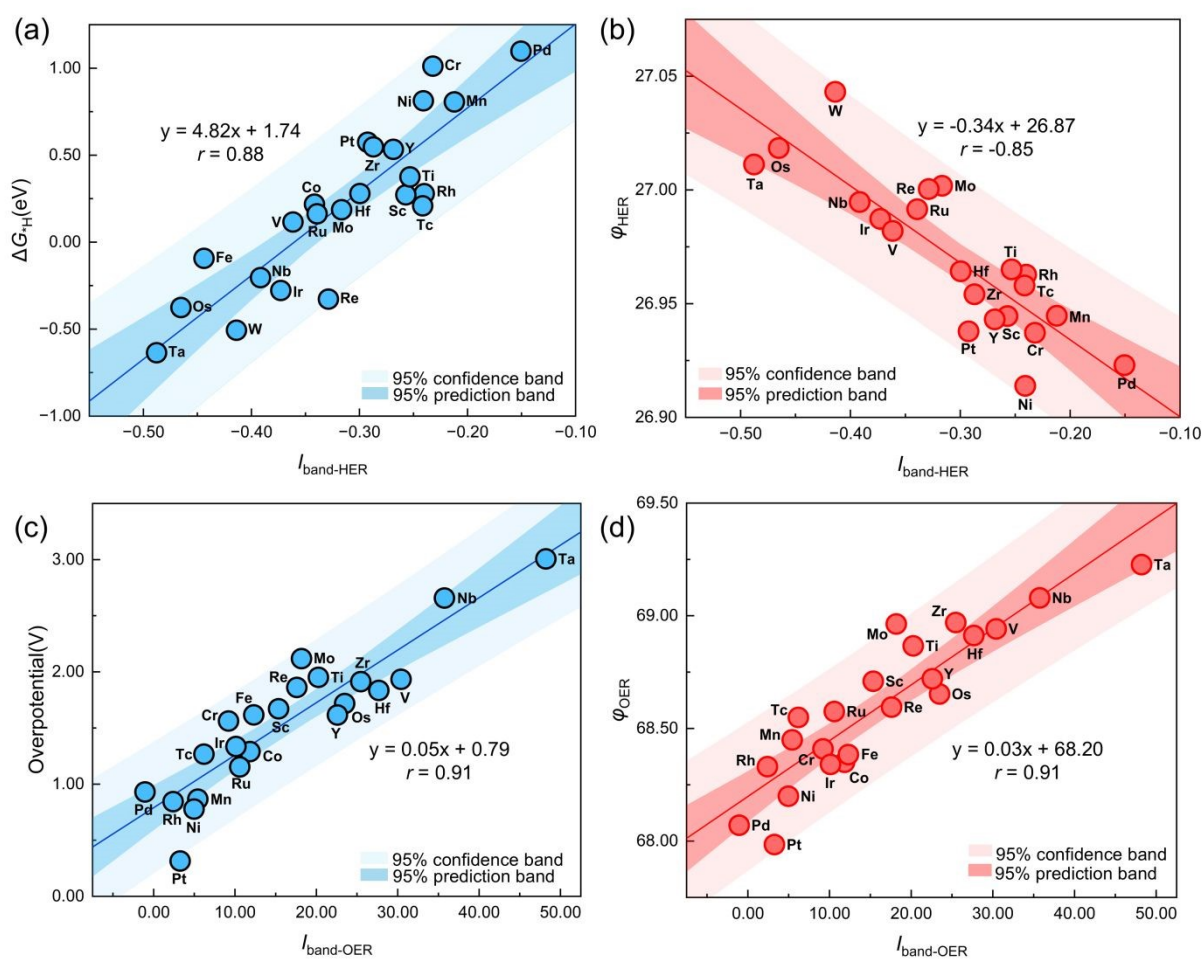 (a)
ΔG*H(eV)
1.00
0.50
0.00
−0.50
−1.00
y = 4.82x + 1.74
r = 0.88
Pd
Cr
Ni
Mn
Pt
Zr
Y
Ti
Co
Rh
Sc
Hf
Tc
V
Ru
Mo
Fe
Nb
Ir
Re
Os
W
Ta
95% confidence band
95% prediction band
−0.50
−0.40
−0.30
−0.20
−0.10
Iband-HER
(b)
φHER
27.05
27.00
26.95
26.90
y = -0.34x + 26.87
r = -0.85
W
Os
Ta
Re
Mo
Nb
Ru
Ir
V
Ti
Hf
Rh
Zr
Tc
Mn
Y
Sc
Pt
Cr
Pd
Ni
95% confidence band
95% prediction band
−0.50
−0.40
−0.30
−0.20
−0.10
Iband-HER
(c)
Overpotential(V)
3.00
2.00
1.00
0.00
Ta
Nb
Mo
Zr
Re
Ti
Fe
Hf
V
Cr
Sc
Os
Y
Ir
Tc
Co
Ru
Pd
Mn
Rh
Ni
Pt
y = 0.05x + 0.79
r = 0.91
95% confidence band
95% prediction band
0.00
10.00
20.00
30.00
40.00
50.00
Iband-OER
(d)
φOER
69.50
69.00
68.50
68.00
Ta
Nb
Zr
Mo
V
Ti
Hf
Sc
Y
Os
Tc
Ru
Re
Mn
Cr
Fe
Rh
Ir
Co
Ni
Pd
Pt
y = 0.03x + 68.20
r = 0.91
95% confidence band
95% prediction band
0.00
10.00
20.00
30.00
40.00
50.00
Iband-OER